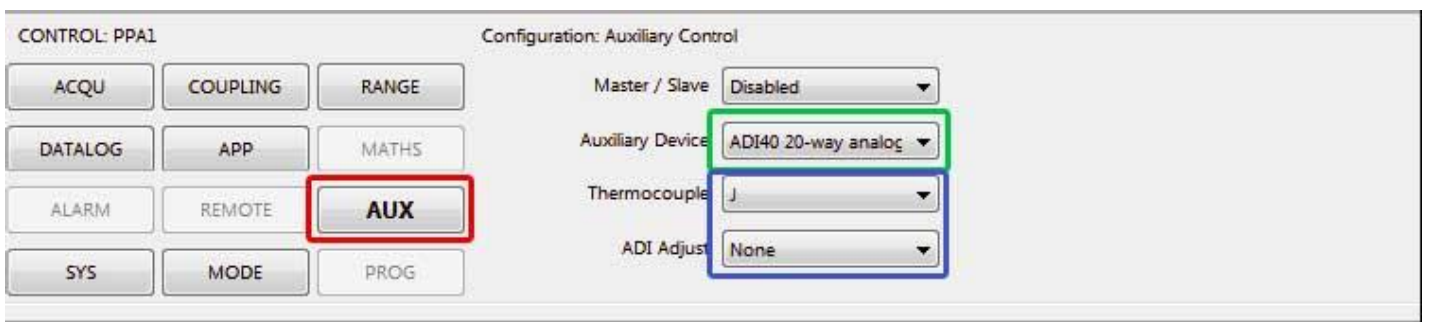 CONTROL: PPA1
ACQU COUPLING RANGE
DATALOG APP MATHS
ALARM REMOTE AUX
SYS MODE PROG
Configuration: Auxiliary Control
Master / Slave Disabled
Auxiliary Device ADI40 20-way analog
Thermocouple J
ADI Adjust None